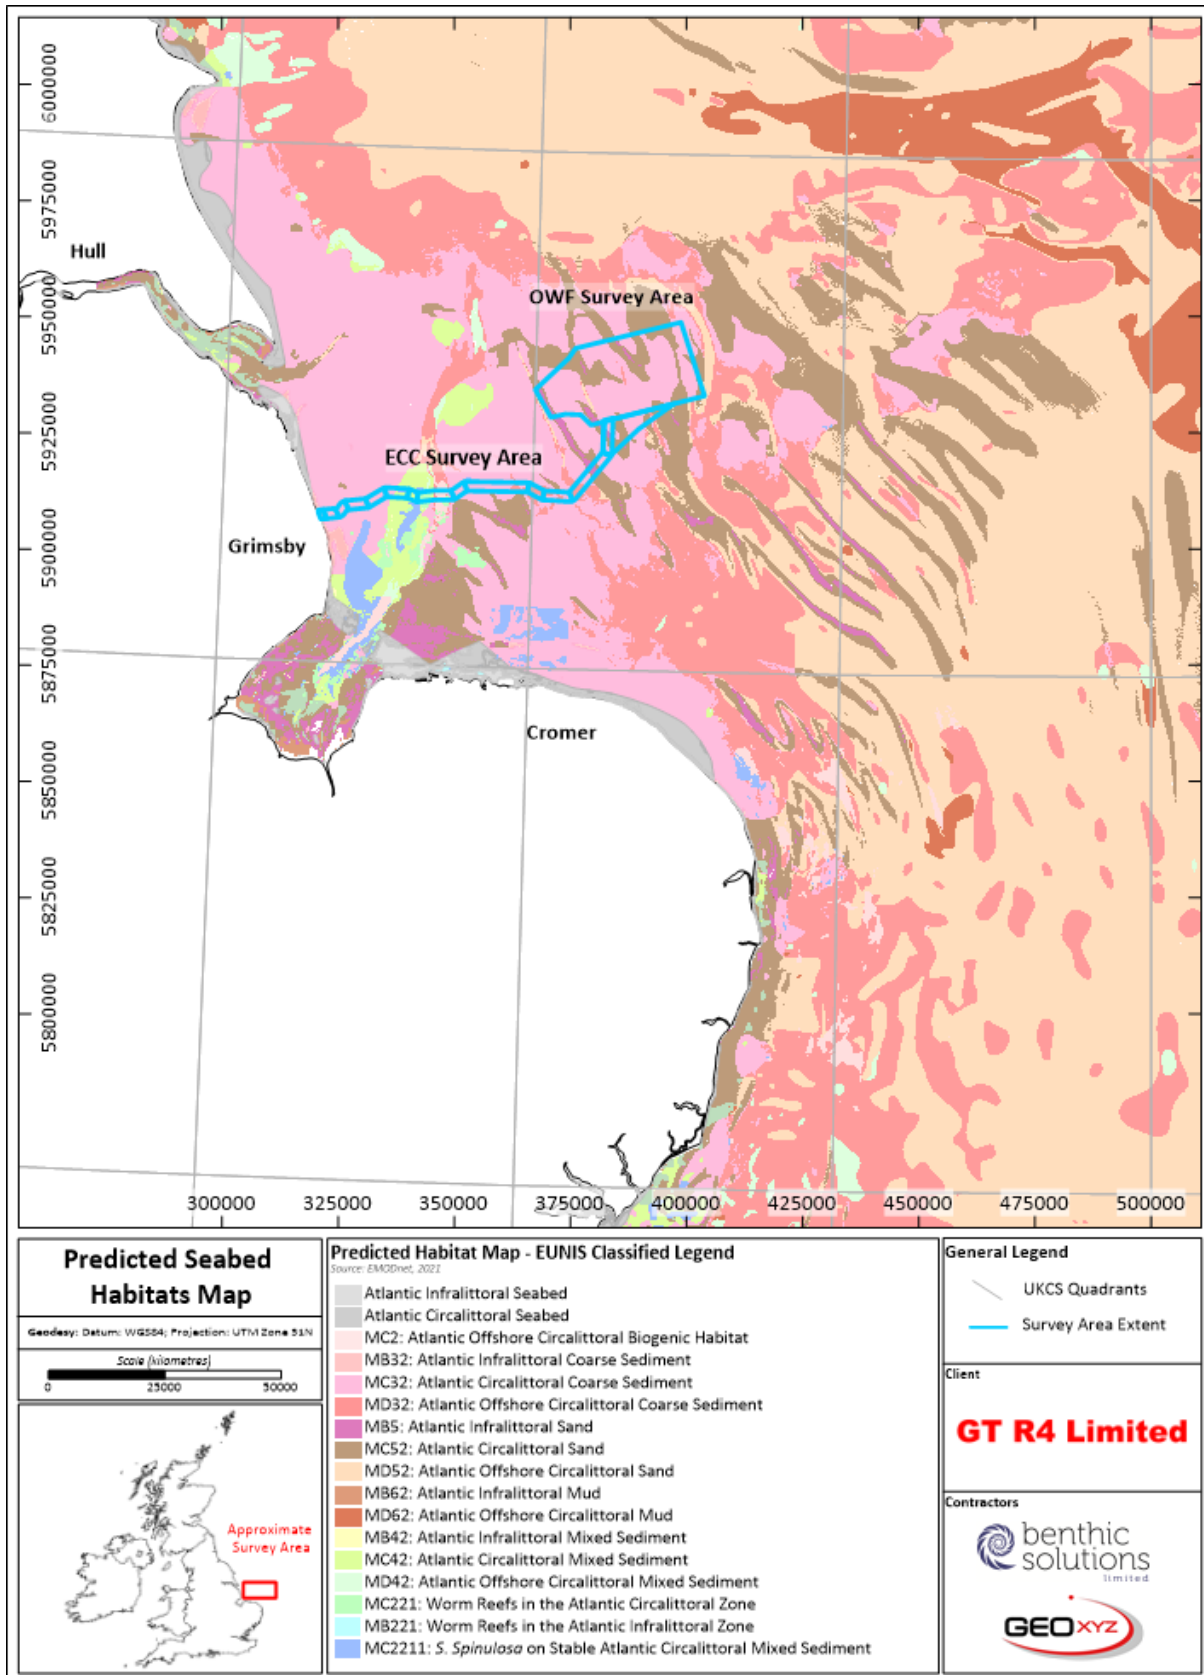 6000000
5975000
5950000
5925000
5900000
5875000
5850000
5825000
5800000
Hull
OWF Survey Area
ECC Survey Area
Grimsby
Cromer
300000
325000
350000
375000
400000
425000
450000
475000
500000
Predicted Seabed
Habitats Map
Geodesy: Datum: WGS84; Projection: UTM Zone 31N
Scale (kilometres)
0
25000
50000
Approximate
Survey Area
Predicted Habitat Map - EUNIS Classified Legend
Source: EMODnet, 2021
Atlantic Infralittoral Seabed
Atlantic Circalittoral Seabed
MC2: Atlantic Offshore Circalittoral Biogenic Habitat
MB32: Atlantic Infralittoral Coarse Sediment
MC32: Atlantic Circalittoral Coarse Sediment
MD32: Atlantic Offshore Circalittoral Coarse Sediment
MB5: Atlantic Infralittoral Sand
MC52: Atlantic Circalittoral Sand
MD52: Atlantic Offshore Circalittoral Sand
MB62: Atlantic Infralittoral Mud
MD62: Atlantic Offshore Circalittoral Mud
MB42: Atlantic Infralittoral Mixed Sediment
MC42: Atlantic Circalittoral Mixed Sediment
MD42: Atlantic Offshore Circalittoral Mixed Sediment
MC221: Worm Reefs in the Atlantic Circalittoral Zone
MB221: Worm Reefs in the Atlantic Infralittoral Zone
MC2211: S. Spinulosa on Stable Atlantic Circalittoral Mixed Sediment
General Legend
UKCS Quadrants
Survey Area Extent
Client
GT R4 Limited
Contractors
benthic
solutions
limited
GEO XYZ